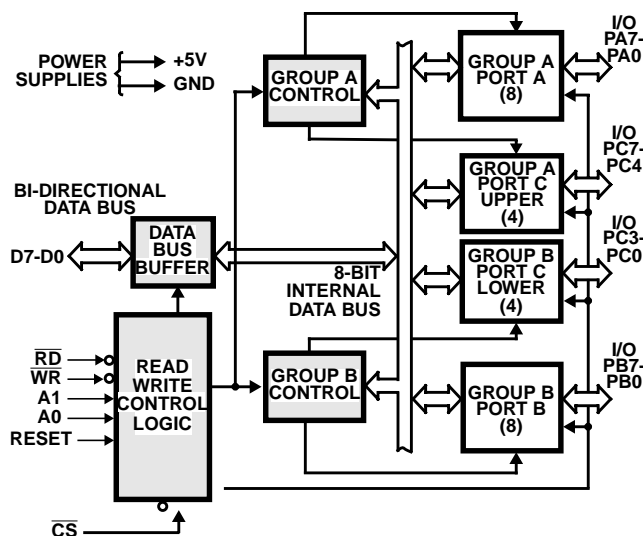 POWER
SUPPLIES
+5V
GND
GROUP A
CONTROL
GROUP A
PORT A
(8)
I/O
PA7-
PA0
GROUP A
PORT C
UPPER
(4)
I/O
PC7-
PC4
BI-DIRECTIONAL
DATA BUS
D7-D0
DATA
BUS
BUFFER
8-BIT
INTERNAL
DATA BUS
GROUP B
PORT C
LOWER
(4)
I/O
PC3-
PC0
RD
WR
A1
A0
RESET
READ
WRITE
CONTROL
LOGIC
GROUP B
CONTROL
GROUP B
PORT B
(8)
I/O
PB7-
PB0
CS